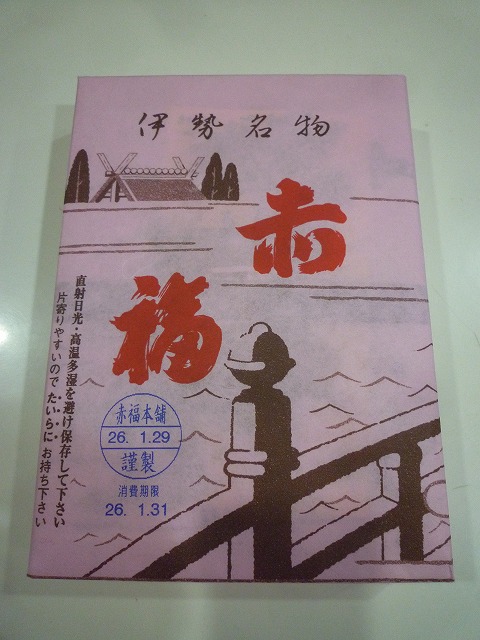 伊勢名物
赤
福
直射日光・高温多湿を避け保存して下さい
片寄りやすいので たいらに お持ち下さい
赤福本舗
26. 1.29
謹製
消費期限
26. 1.31